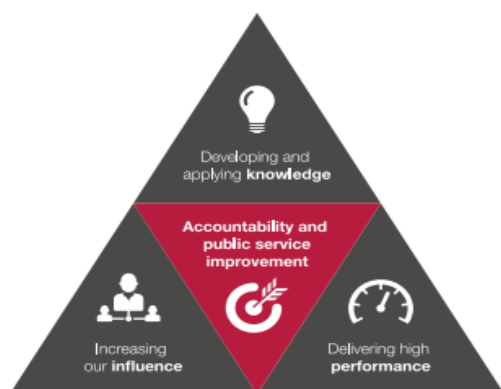 Developing and
applying knowledge
Accountability and
public service
improvement
Increasing
our influence
Delivering high
performance